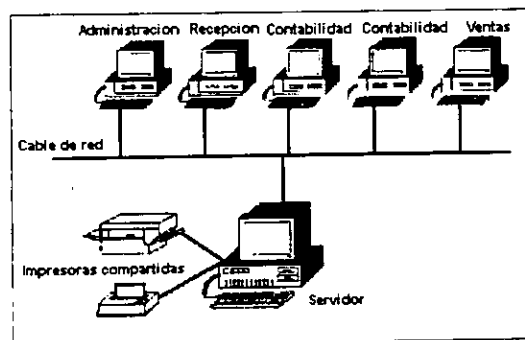 Administracion Recepcion Contabilidad Contabilidad Ventas
Cable de red
Impresoras compartidas
Servidor